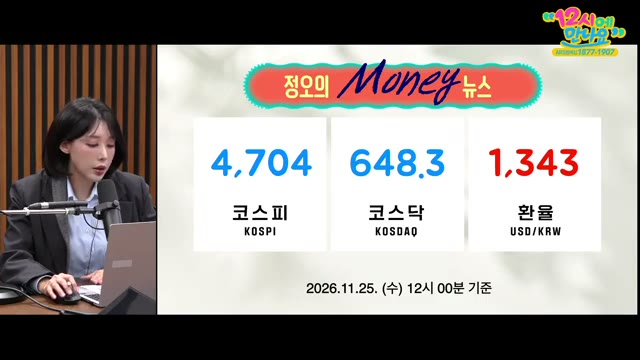 "12시에
만나요"
1877-1907
정오의 Money 뉴스
4,704
648.3
1,343
코스피
코스닥
환율
KOSPI
KOSDAQ
USD/KRW
2026.11.25. (수) 12시 00분 기준